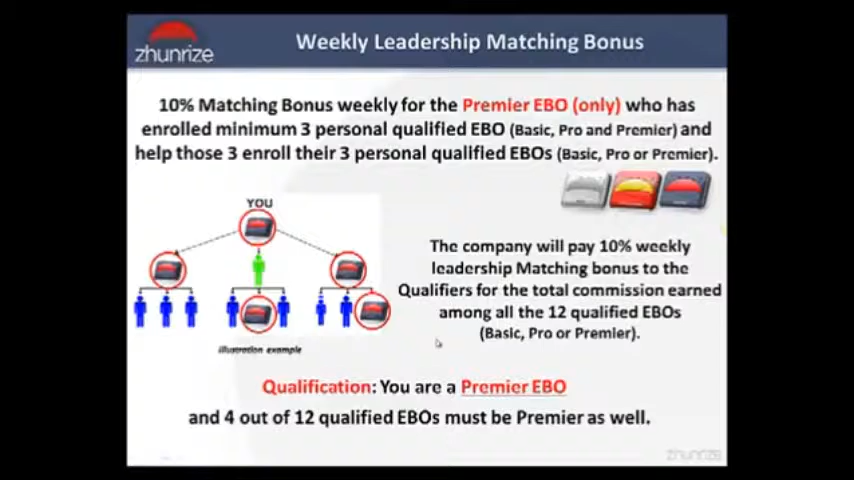 zhunrize
Weekly Leadership Matching Bonus
10% Matching Bonus weekly for the Premier EBO (only) who has
enrolled minimum 3 personal qualified EBO (Basic, Pro and Premier) and
help those 3 enroll their 3 personal qualified EBOs (Basic, Pro or Premier).
YOU
The company will pay 10% weekly
leadership Matching bonus to the
Qualifiers for the total commission earned
among all the 12 qualified EBOs
(Basic, Pro or Premier).
illustration example
Qualification: You are a Premier EBO
and 4 out of 12 qualified EBOs must be Premier as well.
zhunrize